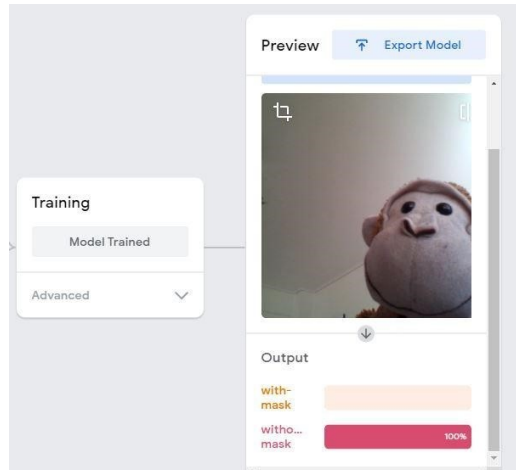 Preview
Export Model
Training
Model Trained
Advanced
Output
with-
mask
witho...
mask
100%